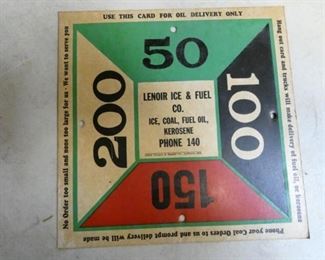 USE THIS CARD FOR OIL DELIVERY ONLY
50
200
100
LENOIR ICE & FUEL
CO.
ICE, COAL, FUEL OIL,
KEROSENE
PHONE 140
150
Hang out card and trucks will make delivery of fuel oil, or kerosene
Phone your Coal Orders to us and prompt delivery will be made
No Order too small and none too large for us - We want to serve you